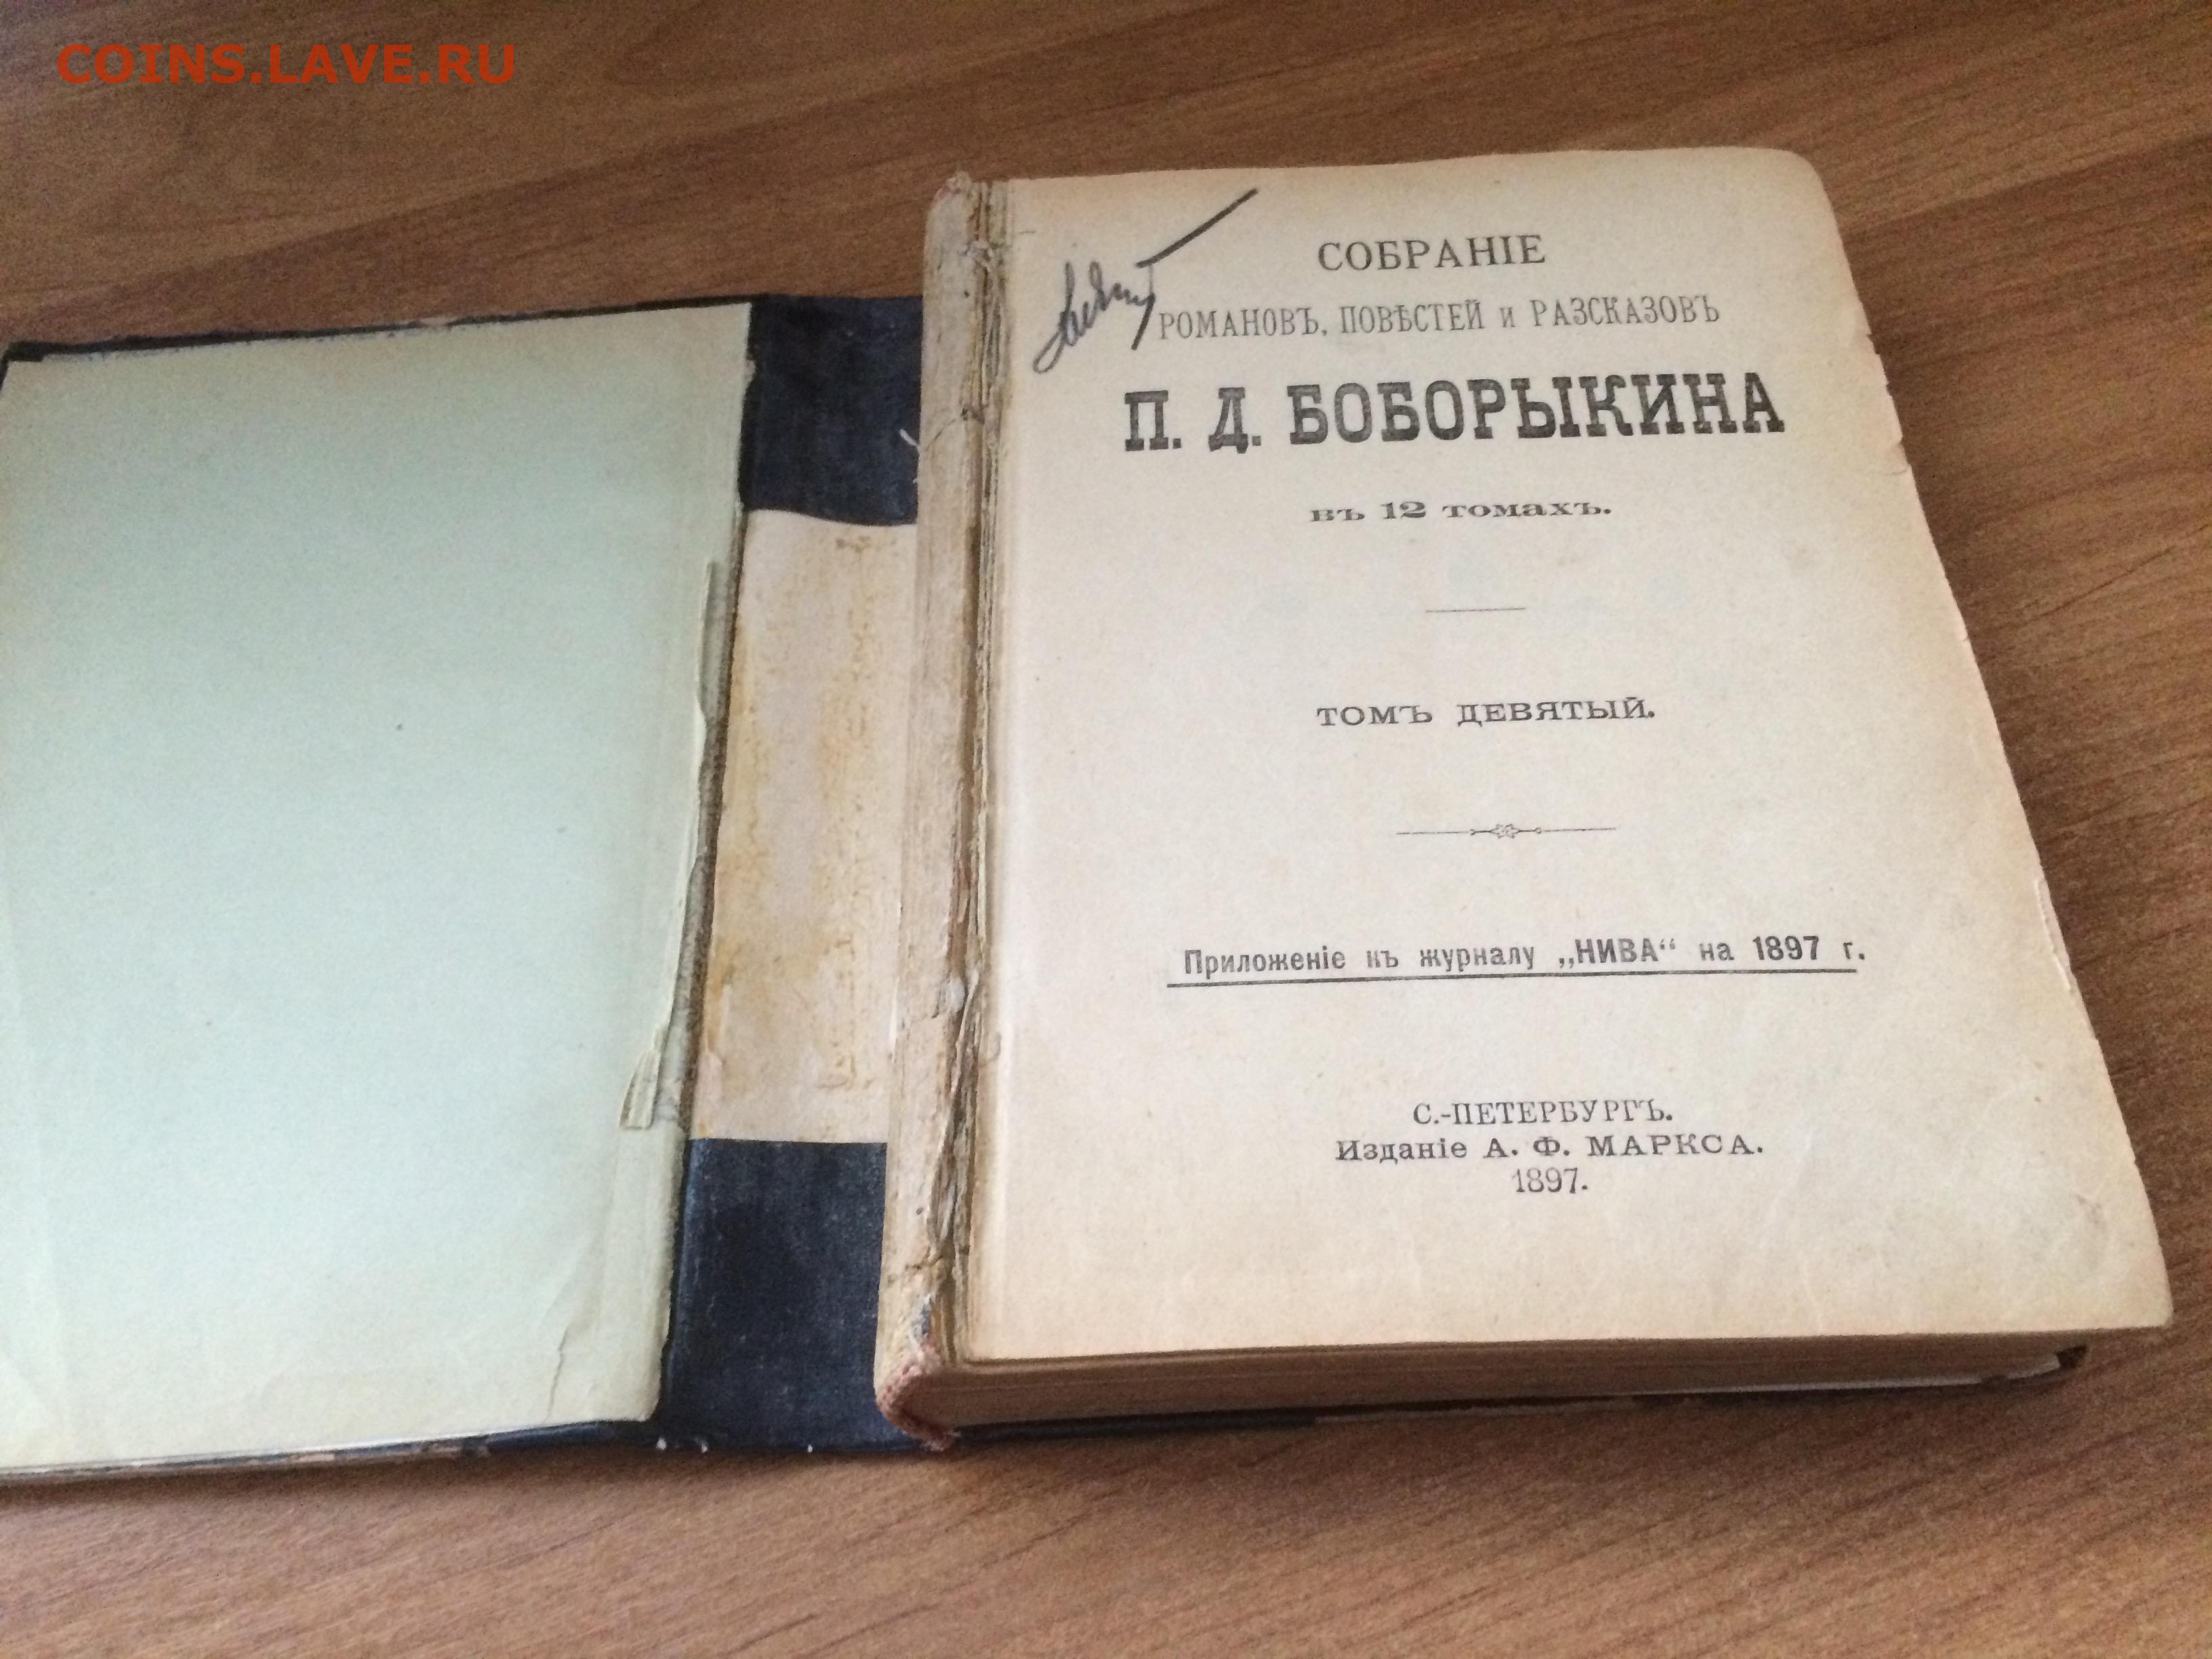 COINS.LAVE.RU
СОБРАНІЕ
РОМАНОВЪ, ПОВѢСТЕЙ и РАЗСКАЗОВЪ
П. Д. БОБОРЫКИНА
въ 12 томахъ.
ТОМЪ ДЕВЯТЫЙ.
Приложеніе къ журналу „НИВА“ на 1897 г.
С.-ПЕТЕРБУРГЪ.
Изданіе А. Ф. МАРКСА.
1897.